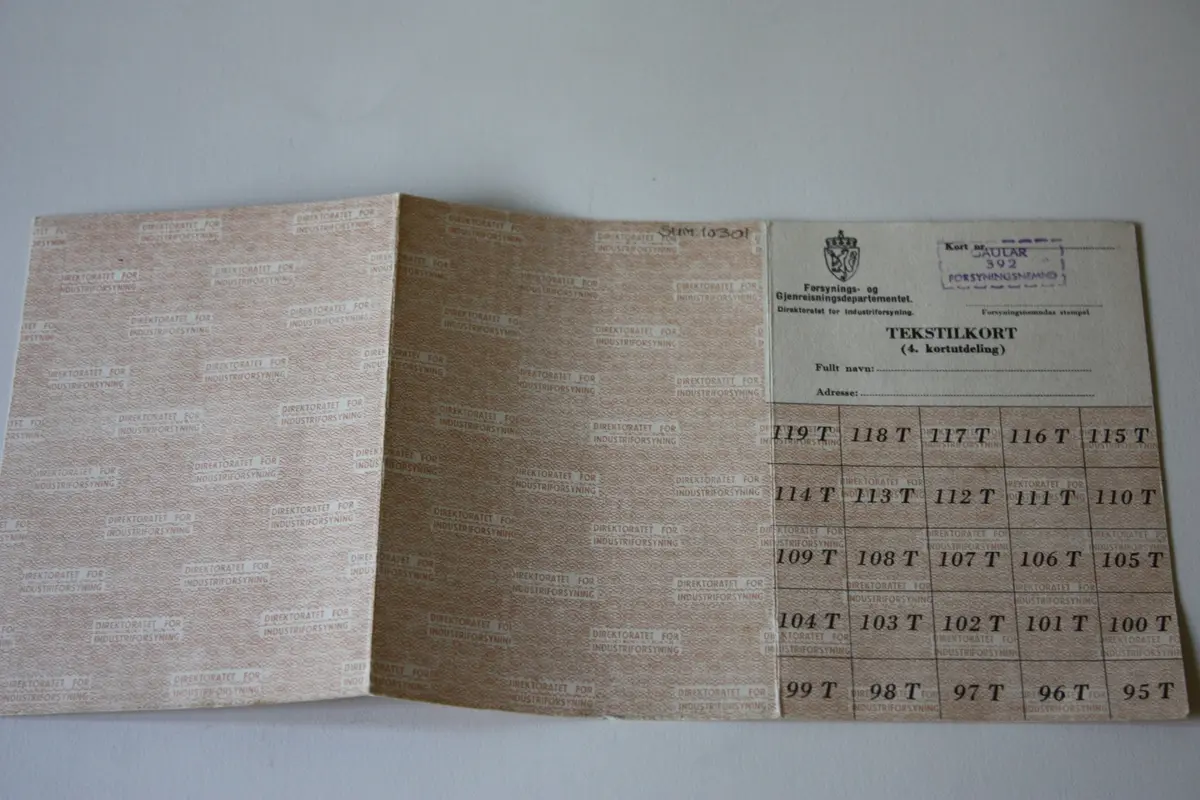 SUM 10301
Forsynings- og
Gjenreisningsdepartementet.
Direktoratet for Industriforsyning.
Kort nr.
GAULAR
392
FORSYNINGSNEMND
Forsyningsnemndas stempel
TEKSTILKORT
(4. kortutdeling)
Fullt navn:
Adresse:
119 T 118 T 117 T 116 T 115 T
114 T 113 T 112 T 111 T 110 T
109 T 108 T 107 T 106 T 105 T
104 T 103 T 102 T 101 T 100 T
99 T 98 T 97 T 96 T 95 T
DIREKTORATET FOR
INDUSTRIFORSYNING